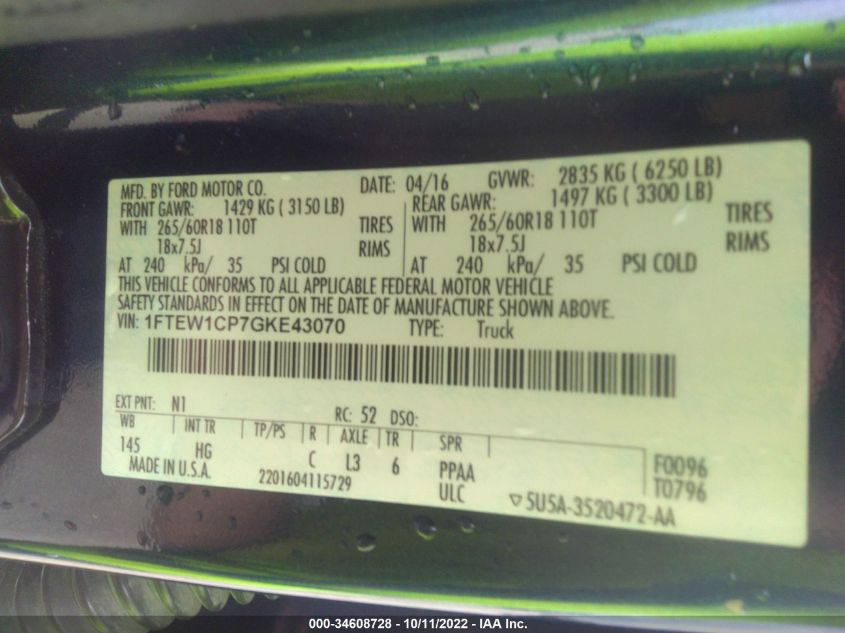 MFD. BY FORD MOTOR CO. DATE: 04/16 GVWR: 2835 KG ( 6250 LB)
FRONT GAWR: 1429 KG ( 3150 LB) REAR GAWR: 1497 KG ( 3300 LB)
WITH 265/60R18 110T TIRES WITH 265/60R18 110T TIRES
18x7.5J RIMS 18x7.5J RIMS
AT 240 kPa/ 35 PSI COLD AT 240 kPa/ 35 PSI COLD
THIS VEHICLE CONFORMS TO ALL APPLICABLE FEDERAL MOTOR VEHICLE
SAFETY STANDARDS IN EFFECT ON THE DATE OF MANUFACTURE SHOWN ABOVE.
VIN: 1FTEW1CP7GKE43070 TYPE: Truck
EXT PNT: N1 RC: 52 DSO:
WB INT TR TP/PS R AXLE TR SPR
145 HG C L3 6 PPAA F0096
MADE IN U.S.A. 2201604115729 ULC T0796
5U5A-3520472-AA
000-34608728 - 10/11/2022 - IAA Inc.